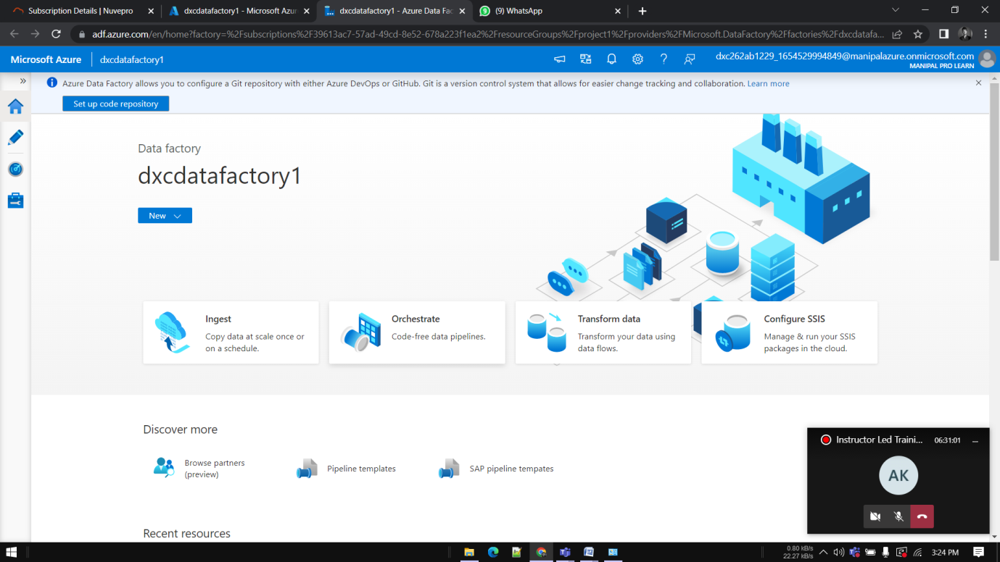 Subscription Details | Nuvepro
dxcdatafactory1 - Microsoft Azur
dxcdatafactory1 - Azure Data Fac
(9) WhatsApp
adf.azure.com/en/home?factory=%2Fsubscriptions%2F39613ac7-57ad-49cd-8e52-678a223f1ea2%2FresourceGroups%2Fproject1%2Fproviders%2FMicrosoft.DataFactory%2Ffactories%2Fdxcdatafa...
Microsoft Azure
dxcdatafactory1
dxc262ab1229_1654529994849@manipalazure.onmicrosoft.com
MANIPAL PRO LEARN
Azure Data Factory allows you to configure a Git repository with either Azure DevOps or GitHub. Git is a version control system that allows for easier change tracking and collaboration. Learn more
Set up code repository
Data factory
dxcdatafactory1
New
Ingest
Copy data at scale once or
on a schedule.
Orchestrate
Code-free data pipelines.
Transform data
Transform your data using
data flows.
Configure SSIS
Manage & run your SSIS
packages in the cloud.
Discover more
Browse partners
(preview)
Pipeline templates
SAP pipeline tempates
Recent resources
Instructor Led Traini...
06:31:01
AK
0.80 kB/s
22.27 kB/s
3:24 PM